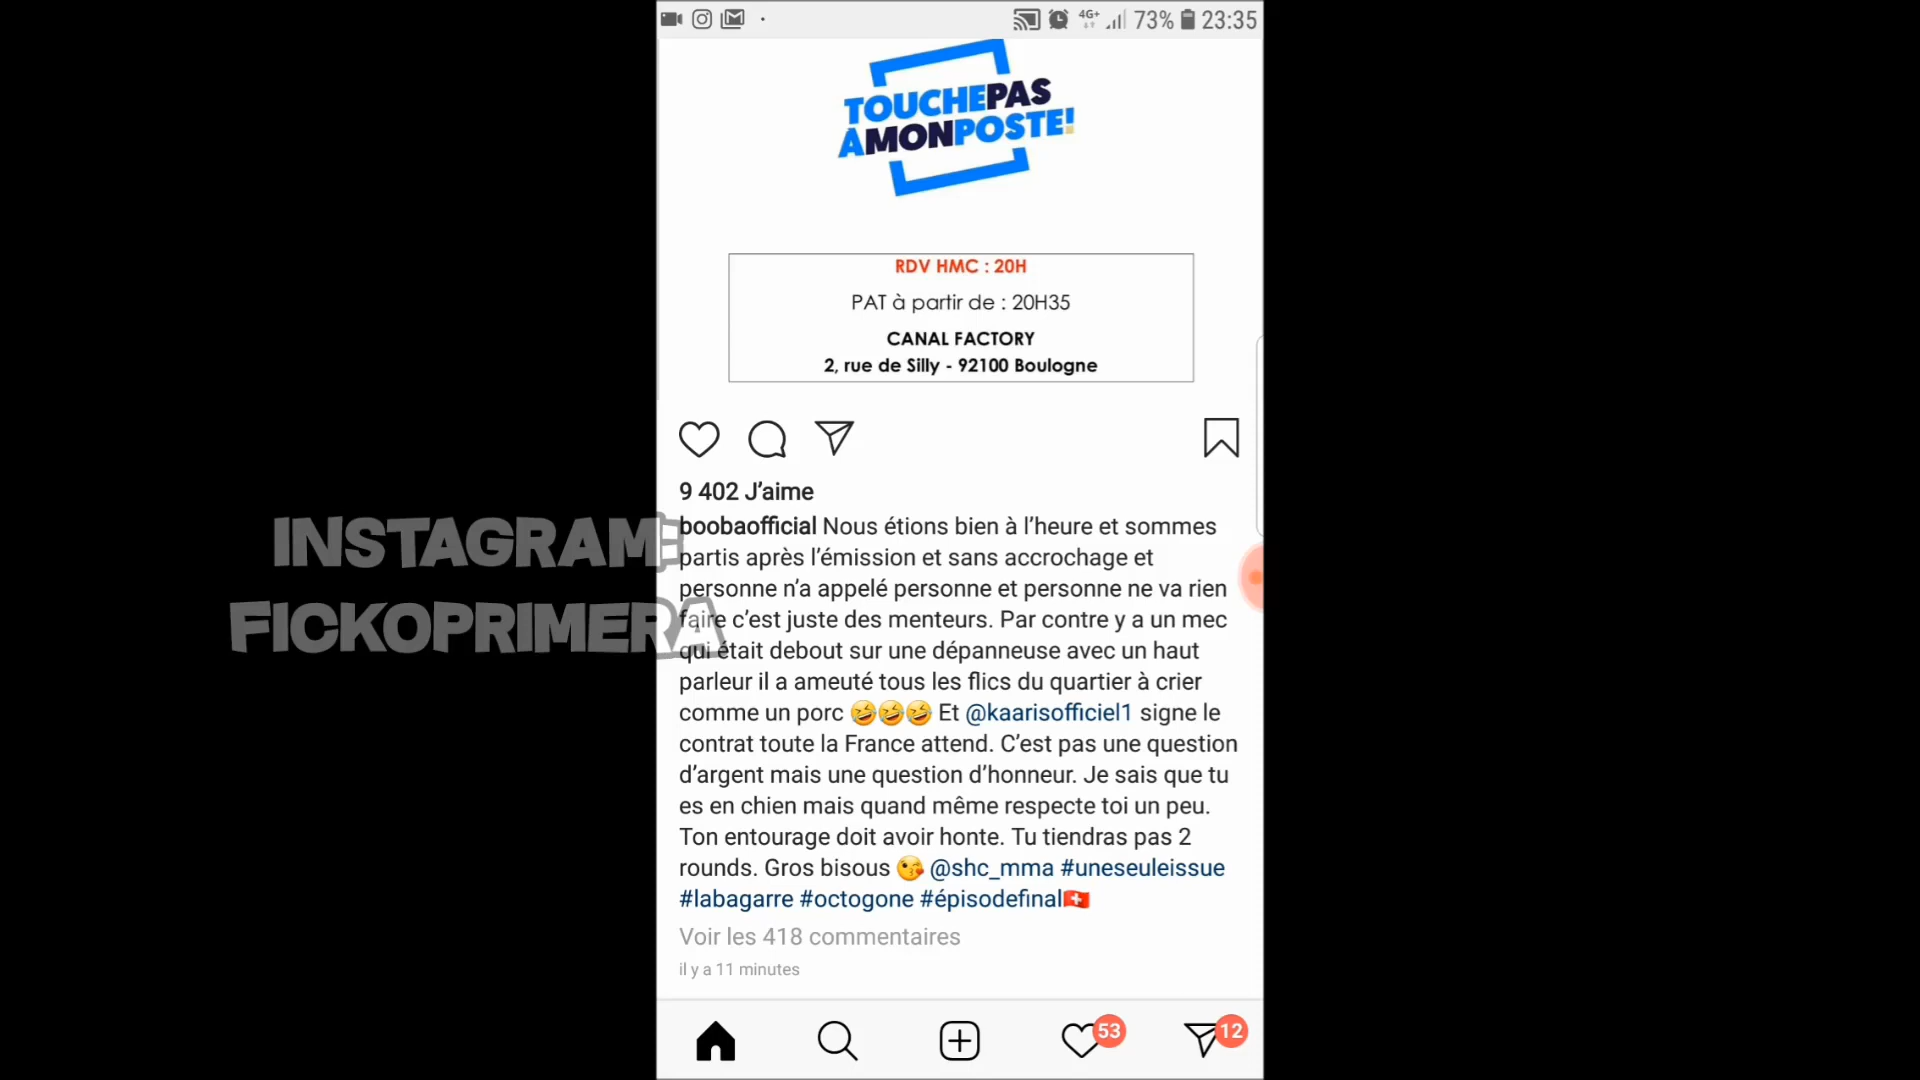 4G+ 73% 23:35
TOUCHEPAS
AMONPOSTE!
RDV HMC : 20H
PAT à partir de : 20H35
CANAL FACTORY
2, rue de Silly - 92100 Boulogne
9 402 J’aime
boobaofficial Nous étions bien à l’heure et sommes
partis après l’émission et sans accrochage et
personne n’a appelé personne et personne ne va rien
faire c’est juste des menteurs. Par contre y a un mec
qui était debout sur une dépanneuse avec un haut
parleur il a ameuté tous les flics du quartier à crier
comme un porc 🤣🤣🤣 Et @kaarisofficiel1 signe le
contrat toute la France attend. C’est pas une question
d’argent mais une question d’honneur. Je sais que tu
es en chien mais quand même respecte toi un peu.
Ton entourage doit avoir honte. Tu tiendras pas 2
rounds. Gros bisous 😘 @shc_mma #uneseuleissue
#labagarre #octogone #épisodefinal🇨🇭
Voir les 418 commentaires
il y a 11 minutes
53
12
INSTAGRAM:
FICKOPRIMERA